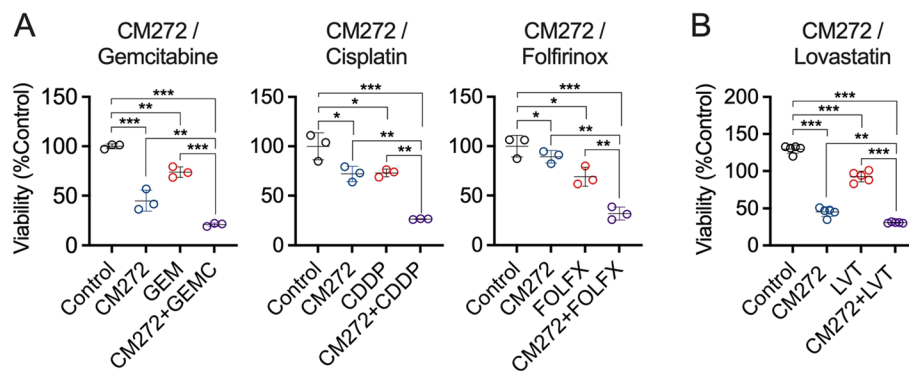 A
CM272 /
Gemcitabine
CM272 /
Cisplatin
CM272 /
Folfirinox
B
CM272 /
Lovastatin
Viability (%Control)
150
100
50
0
***
**
***
**
***
Control
CM272
GEM
CM272+GEMC
150
100
50
0
***
*
*
**
**
Control
CM272
CDDP
CM272+CDDP
150
100
50
0
***
*
*
**
**
Control
CM272
FOLFX
CM272+FOLFX
Viability (%Control)
200
150
100
50
0
***
***
***
**
***
Control
CM272
LVT
CM272+LVT